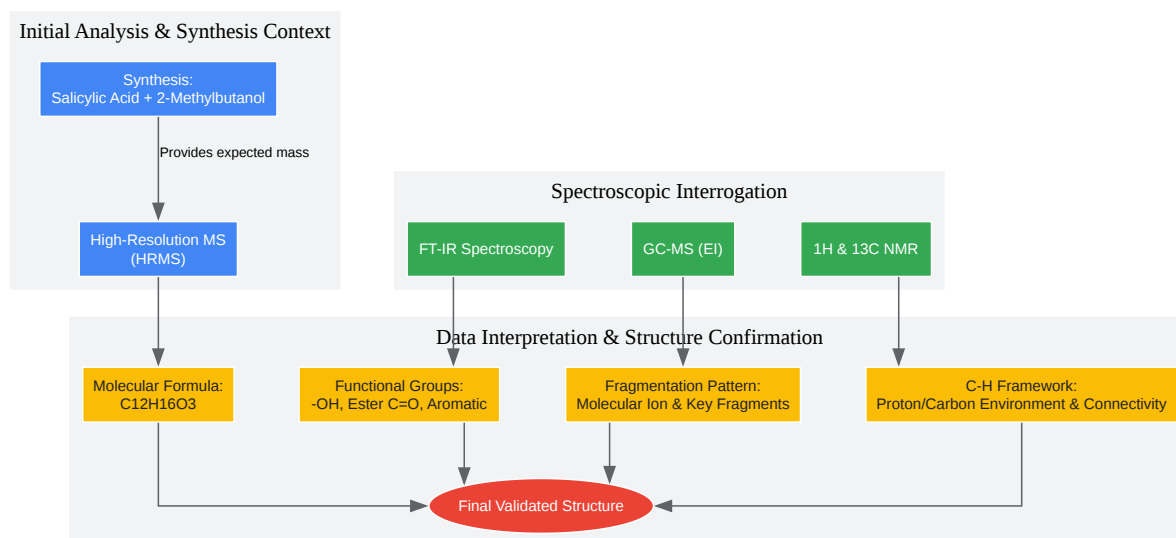 Initial Analysis & Synthesis Context
Synthesis:
Salicylic Acid + 2-Methylbutanol
Provides expected mass
High-Resolution MS
(HRMS)
Spectroscopic Interrogation
FT-IR Spectroscopy
GC-MS (EI)
1H & 13C NMR
Data Interpretation & Structure Confirmation
Molecular Formula:
C12H16O3
Functional Groups:
-OH, Ester C=O, Aromatic
Fragmentation Pattern:
Molecular Ion & Key Fragments
C-H Framework:
Proton/Carbon Environment & Connectivity
Final Validated Structure